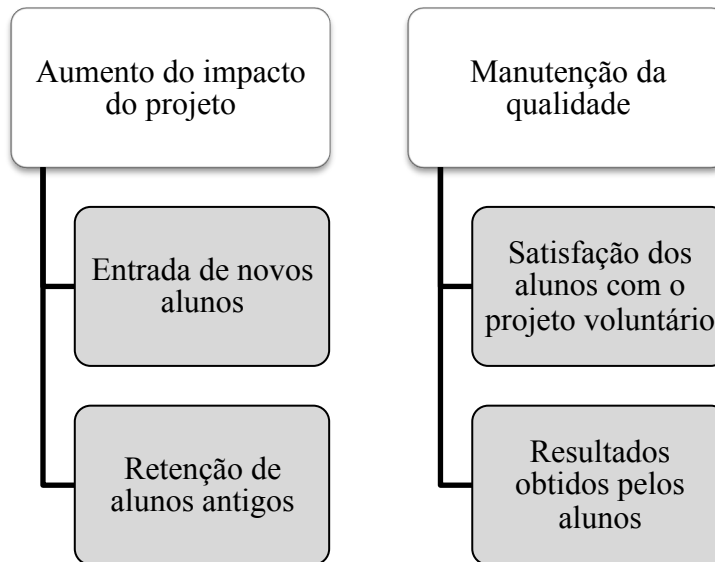 Aumento do impacto
do projeto
Entrada de novos
alunos
Retenção de
alunos antigos
Manutenção da
qualidade
Satisfação dos
alunos com o
projeto voluntário
Resultados
obtidos pelos
alunos